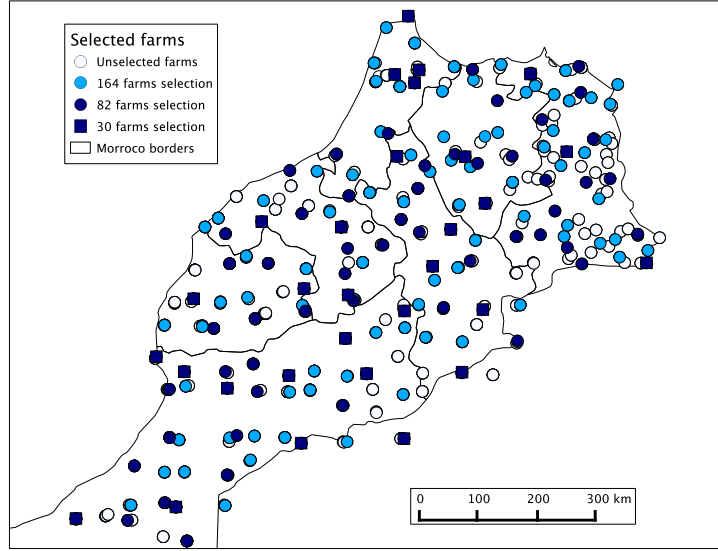 Selected farms
Unselected farms
164 farms selection
82 farms selection
30 farms selection
Morroco borders
0 100 200 300 km